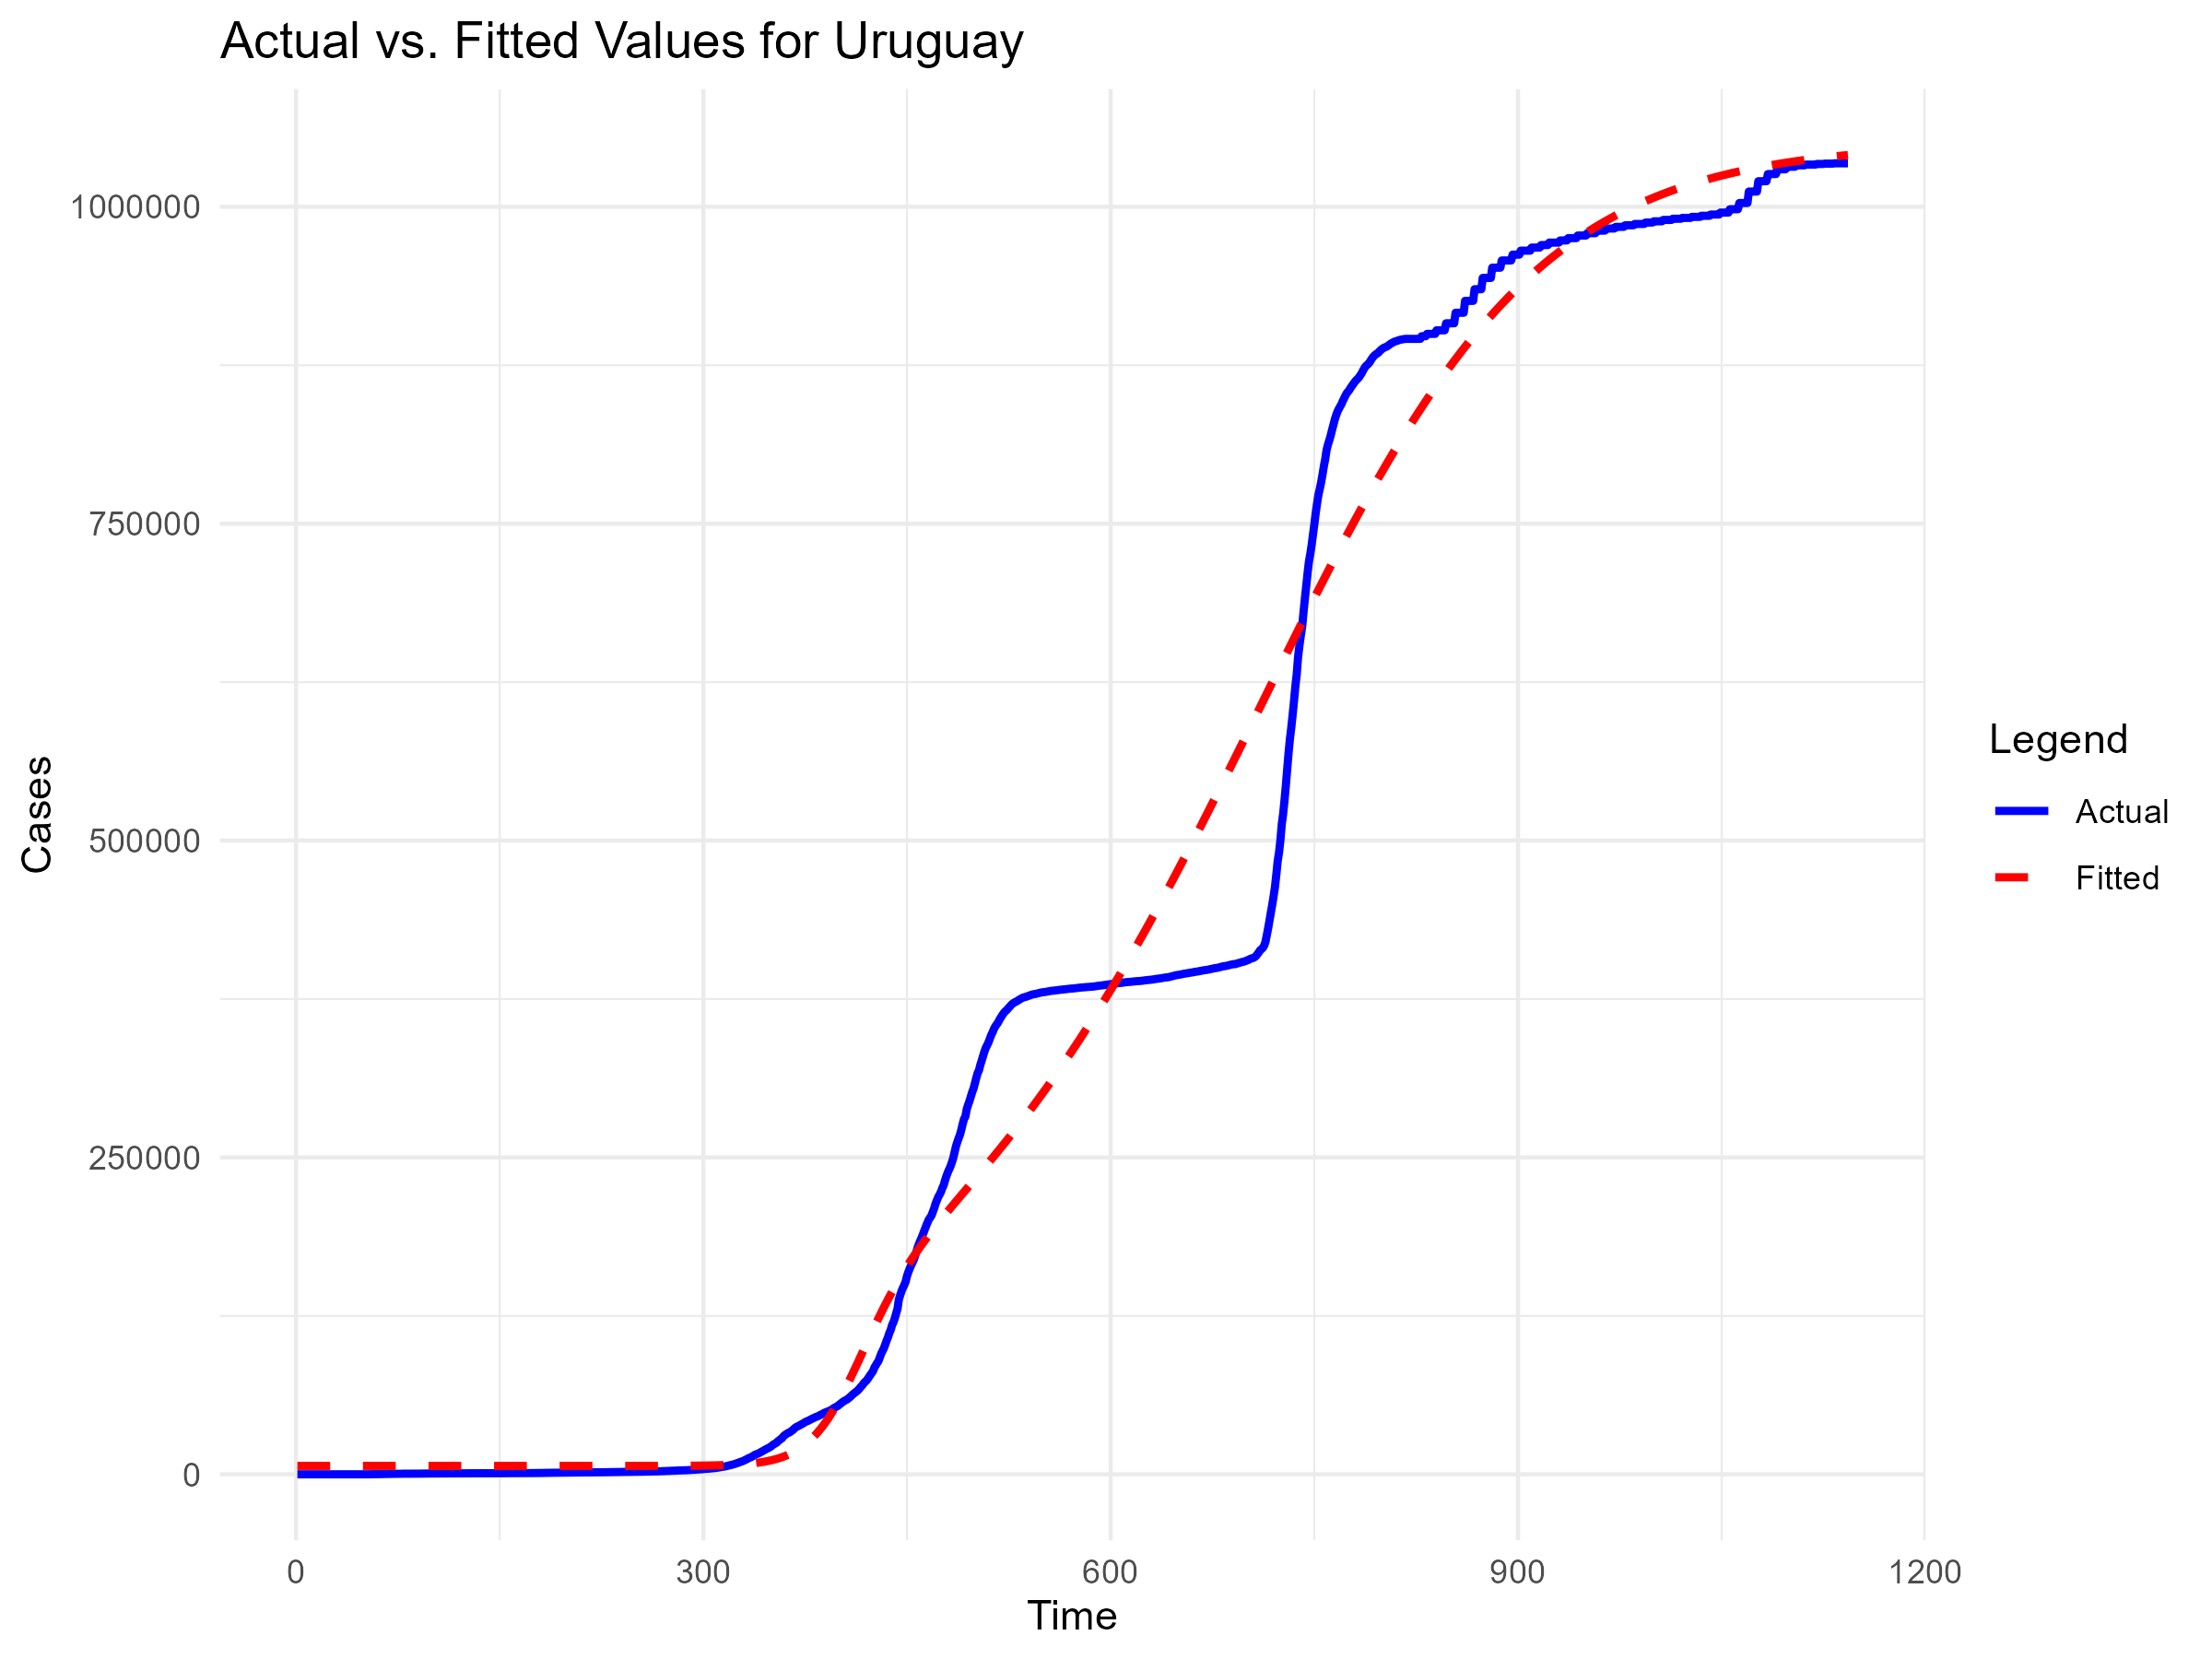 Actual vs. Fitted Values for Uruguay
1000000
750000
500000
250000
0
Cases
0 300 600 900 1200
Time
Legend
Actual
Fitted